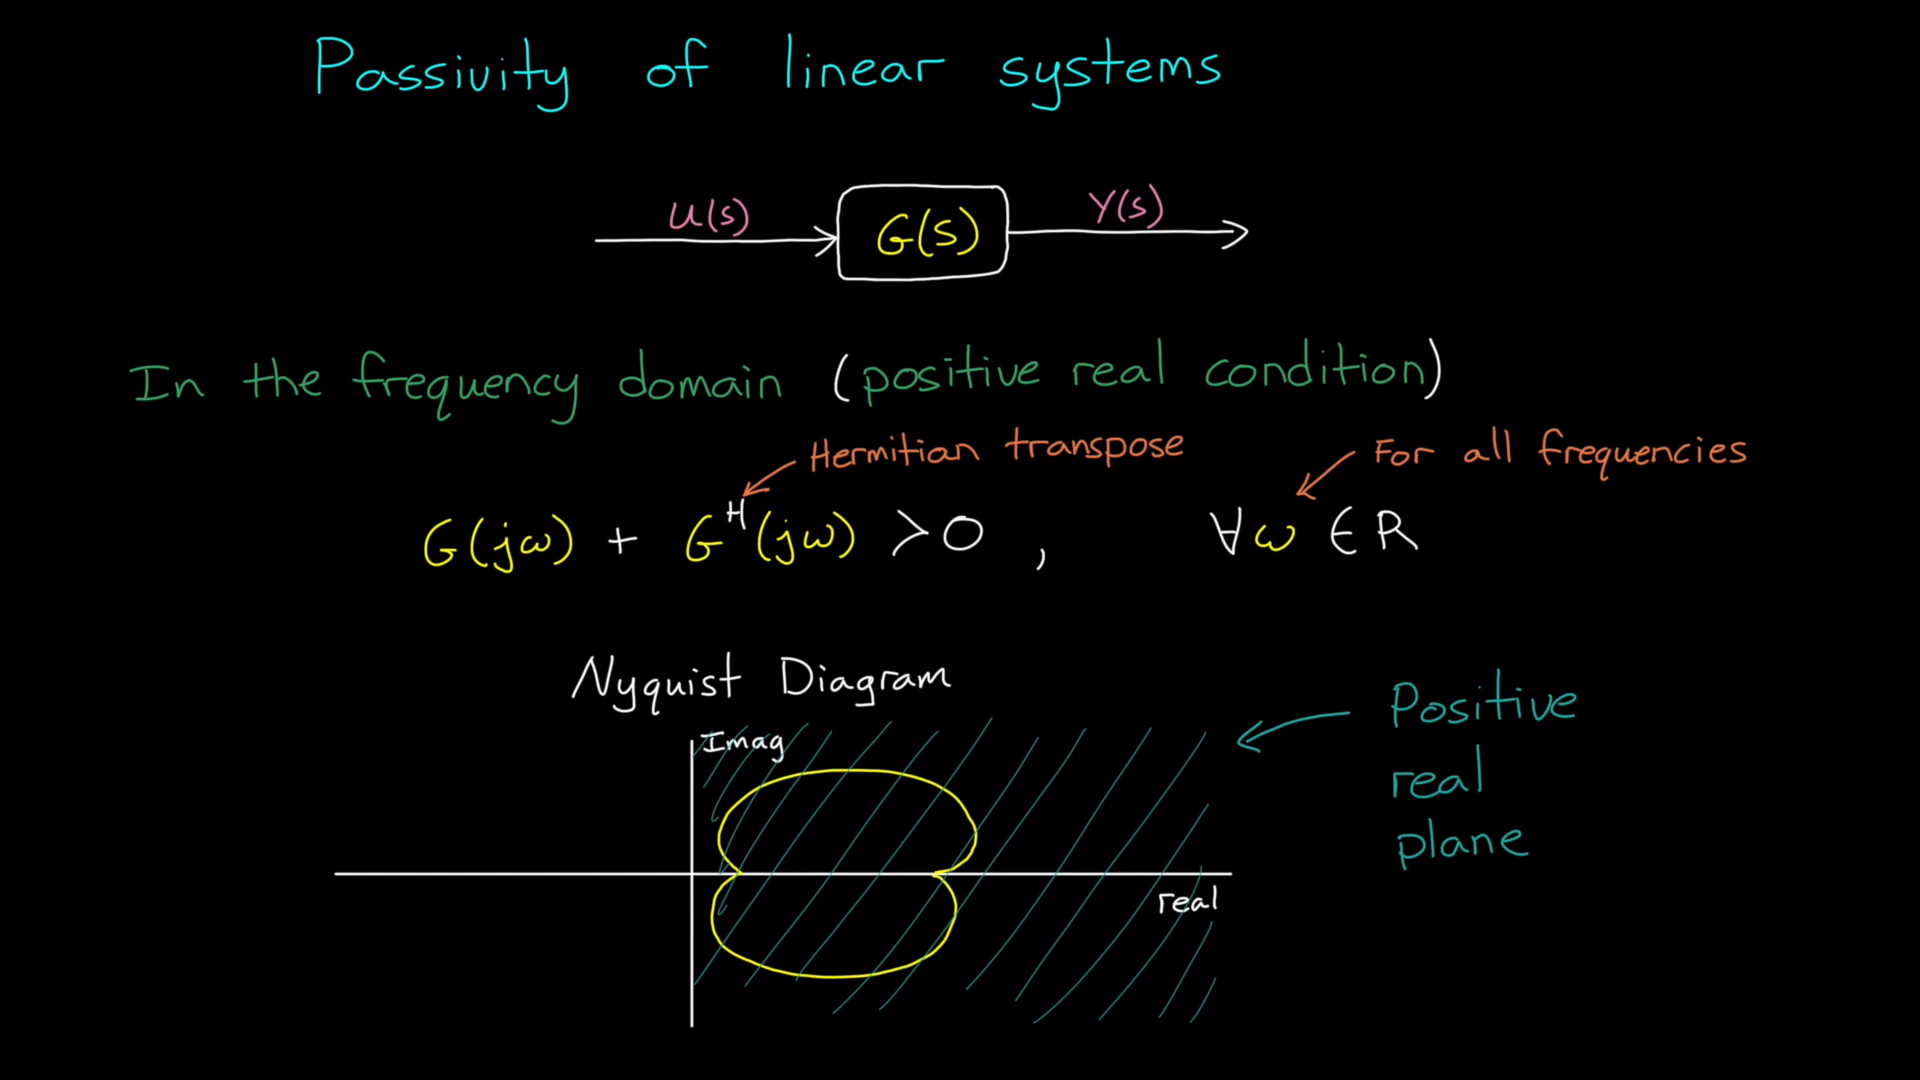 Passivity of linear systems
U(s) G(s) Y(s)
In the frequency domain (positive real condition)
Hermitian transpose For all frequencies
G(jω) + Gᴴ(jω) > 0 , ∀ω ∈ R
Nyquist Diagram
Positive
real
plane
Imag
real